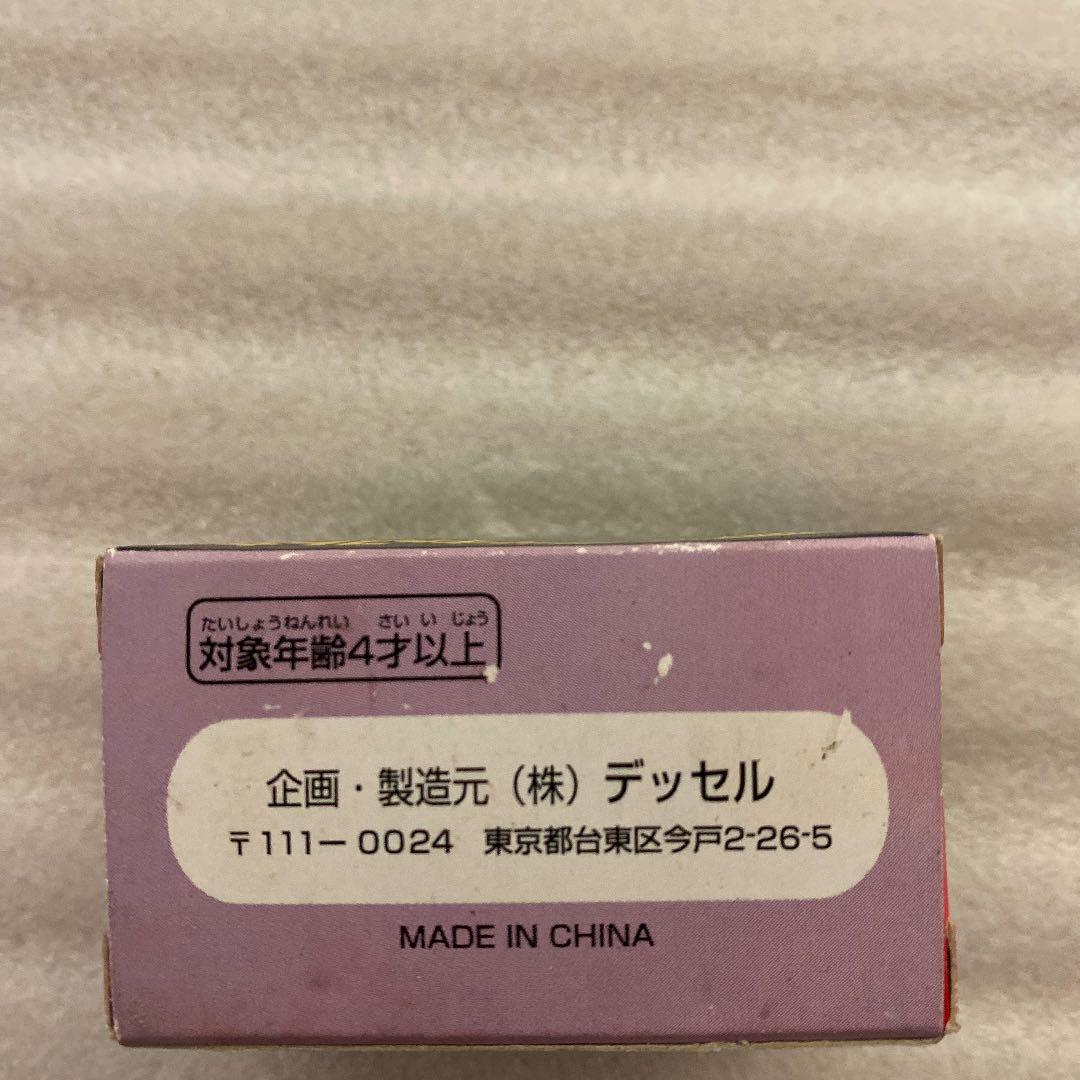 たいしょうねんれい さい い じょう
対象年齢4才以上
企画・製造元（株）デッセル
〒111ー0024 東京都台東区今戸2-26-5
MADE IN CHINA